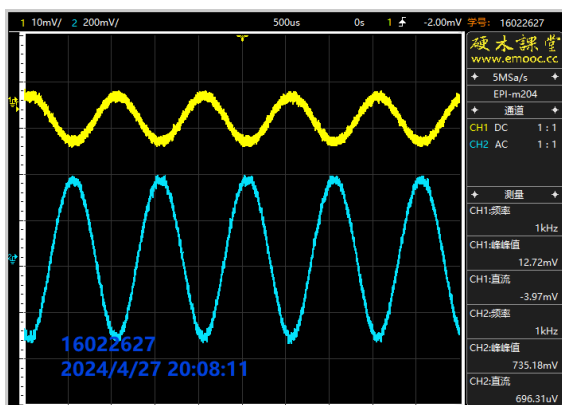 1 10mV/ 2 200mV/ 500us 0s 1 -2.00mV 学号: 16022627
硬木課堂
www.emooc.cc
5MSa/s
EPI-m204
通道
CH1 DC 1:1
CH2 AC 1:1
测量
CH1:频率
1kHz
CH1:峰峰值
12.72mV
CH1:直流
-3.97mV
CH2:频率
1kHz
CH2:峰峰值
735.18mV
CH2:直流
696.31uV
16022627
2024/4/27 20:08:11